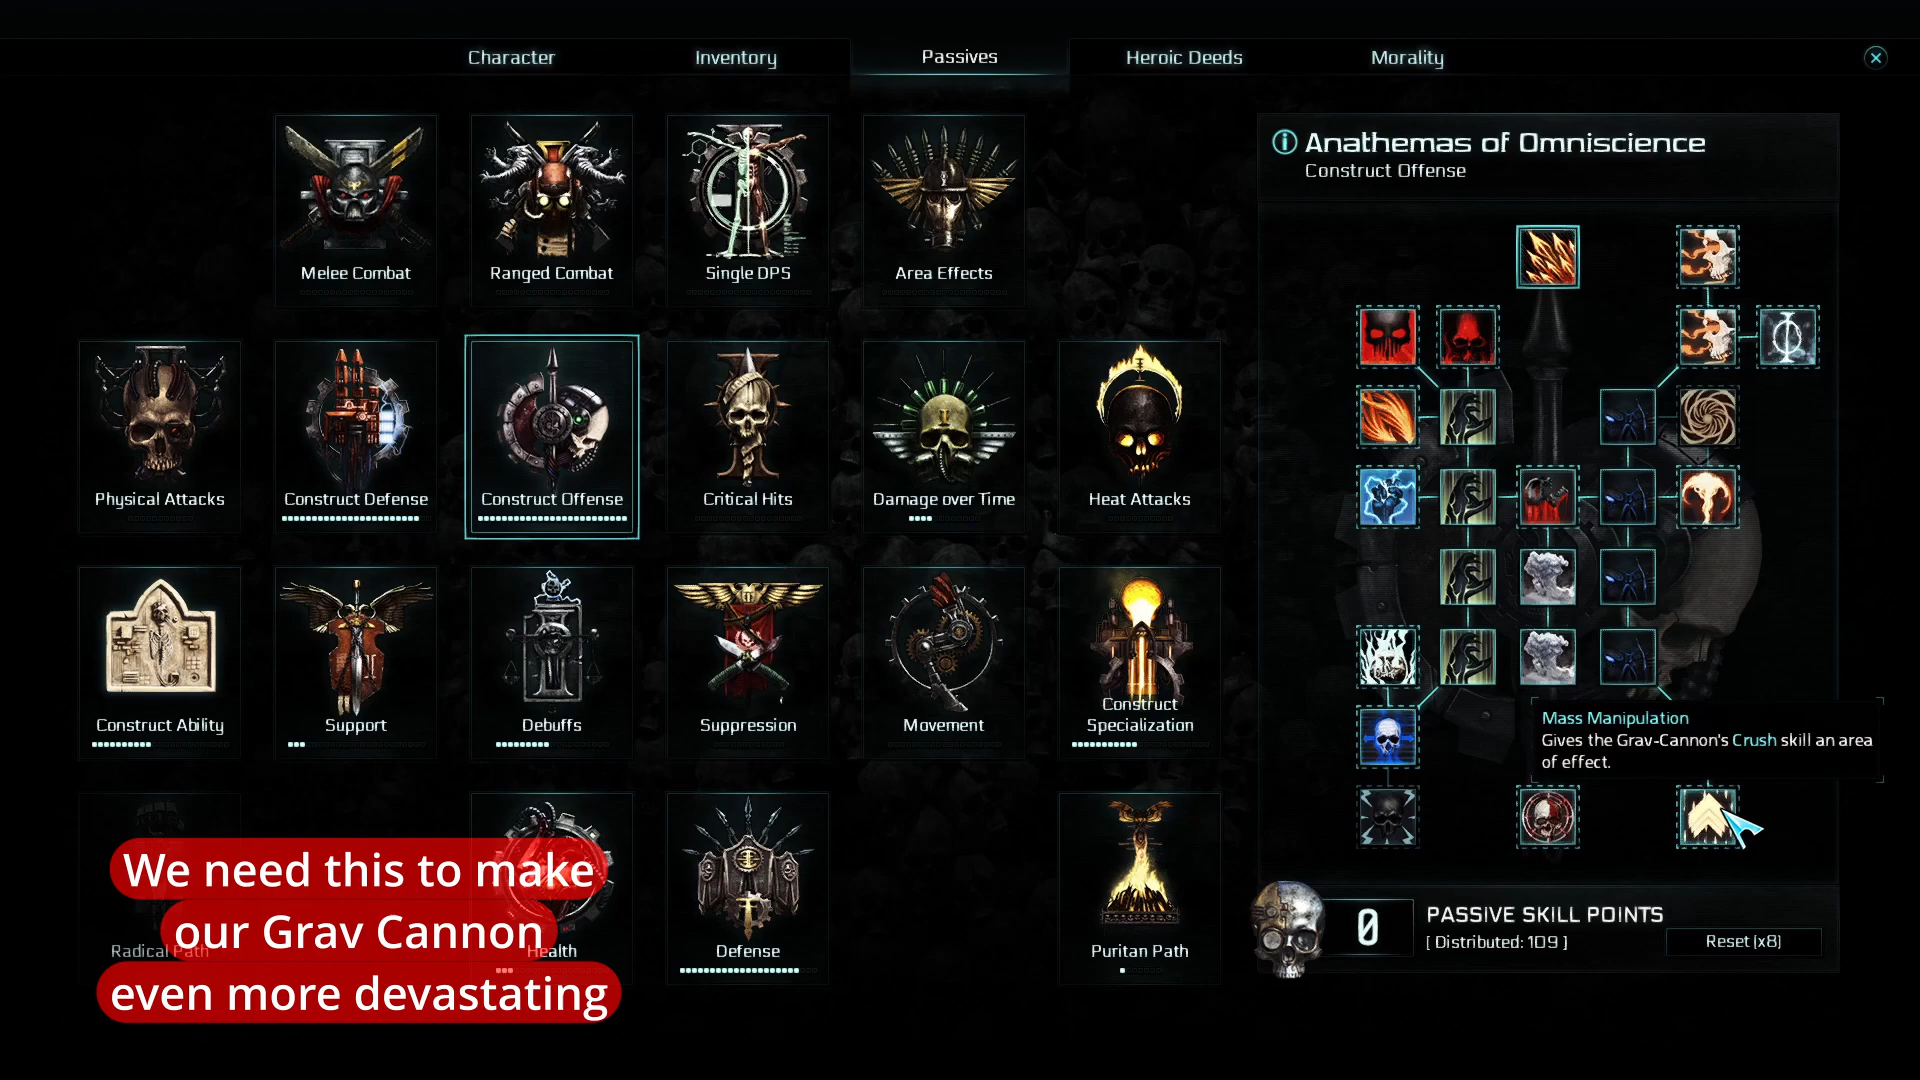 Character
Inventory
Passives
Heroic Deeds
Morality
Anathemas of Omniscience
Construct Offense
Melee Combat
Ranged Combat
Single DPS
Area Effects
Physical Attacks
Construct Defense
Construct Offense
Critical Hits
Damage over Time
Heat Attacks
Construct Ability
Support
Debuffs
Suppression
Movement
Construct
Specialization
Mass Manipulation
Gives the Grav-Cannon's Crush skill an area
of effect.
We need this to make
our Grav Cannon
even more devastating
Radical Path
Health
Defense
Puritan Path
0
PASSIVE SKILL POINTS
[ Distributed: 109 ]
Reset (x8)